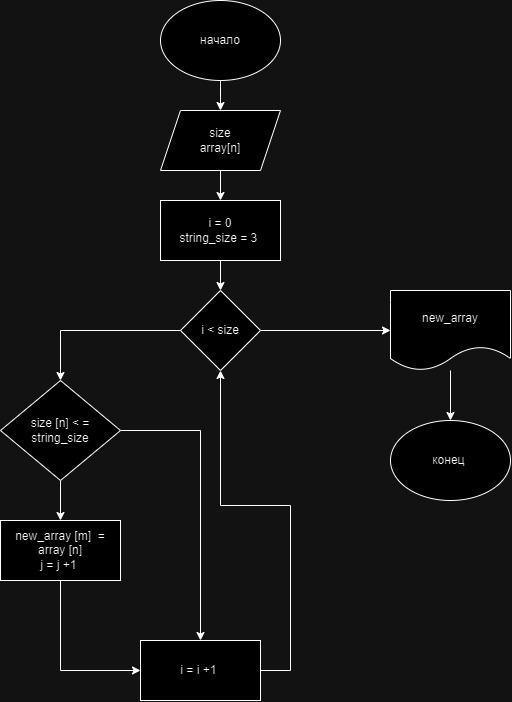 начало
size
array[n]
i = 0
string_size = 3
i < size
new_array
size [n] < =
string_size
конец
new_array [m] =
array [n]
j = j +1
i = i +1